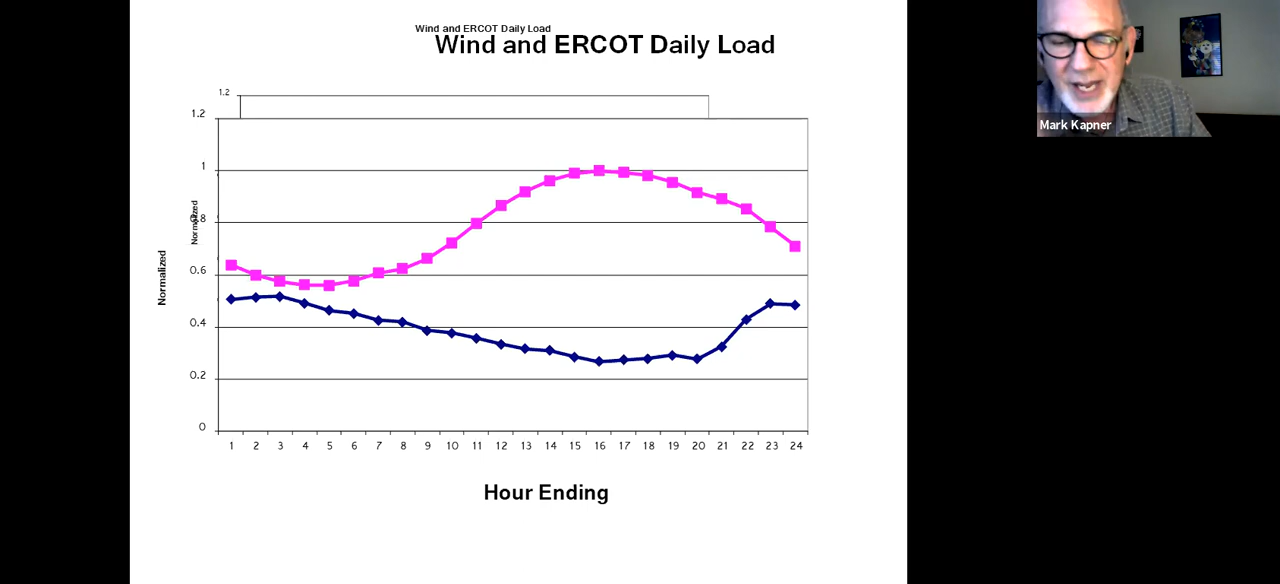 Wind and ERCOT Daily Load
Wind and ERCOT Daily Load
1.2
1.2
1
0.8
0.6
0.4
0.2
0
Normalized
Normalized
1 2 3 4 5 6 7 8 9 10 11 12 13 14 15 16 17 18 19 20 21 22 23 24
Hour Ending
Mark Kapner